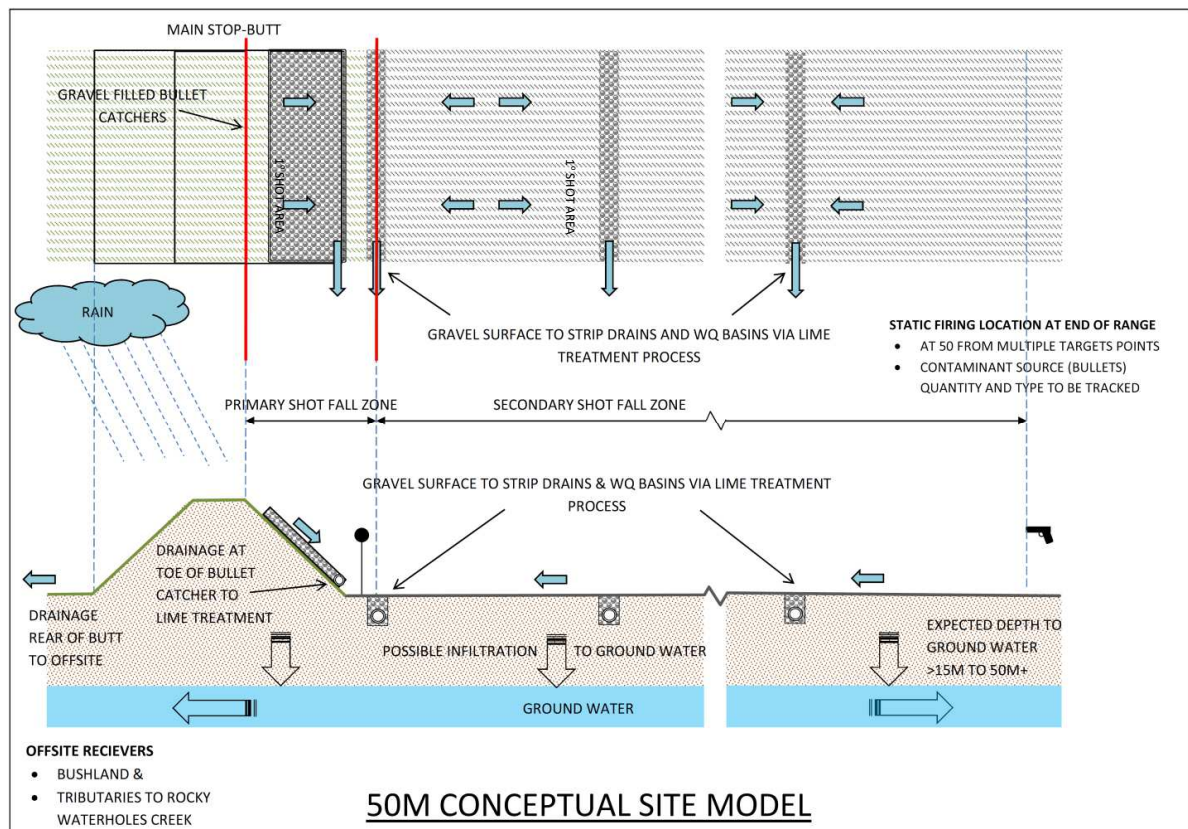 MAIN STOP-BUTT
GRAVEL FILLED BULLET
CATCHERS
1° SHOT AREA
1° SHOT AREA
RAIN
GRAVEL SURFACE TO STRIP DRAINS AND WQ BASINS VIA LIME
TREATMENT PROCESS
STATIC FIRING LOCATION AT END OF RANGE
• AT 50 FROM MULTIPLE TARGETS POINTS
• CONTAMINANT SOURCE (BULLETS)
QUANTITY AND TYPE TO BE TRACKED
PRIMARY SHOT FALL ZONE
SECONDARY SHOT FALL ZONE
GRAVEL SURFACE TO STRIP DRAINS & WQ BASINS VIA LIME TREATMENT
PROCESS
DRAINAGE AT
TOE OF BULLET
CATCHER TO
LIME TREATMENT
DRAINAGE
REAR OF BUTT
TO OFFSITE
POSSIBLE INFILTRATION TO GROUND WATER
EXPECTED DEPTH TO
GROUND WATER
>15M TO 50M+
GROUND WATER
OFFSITE RECIEVERS
• BUSHLAND &
• TRIBUTARIES TO ROCKY
WATERHOLES CREEK
50M CONCEPTUAL SITE MODEL